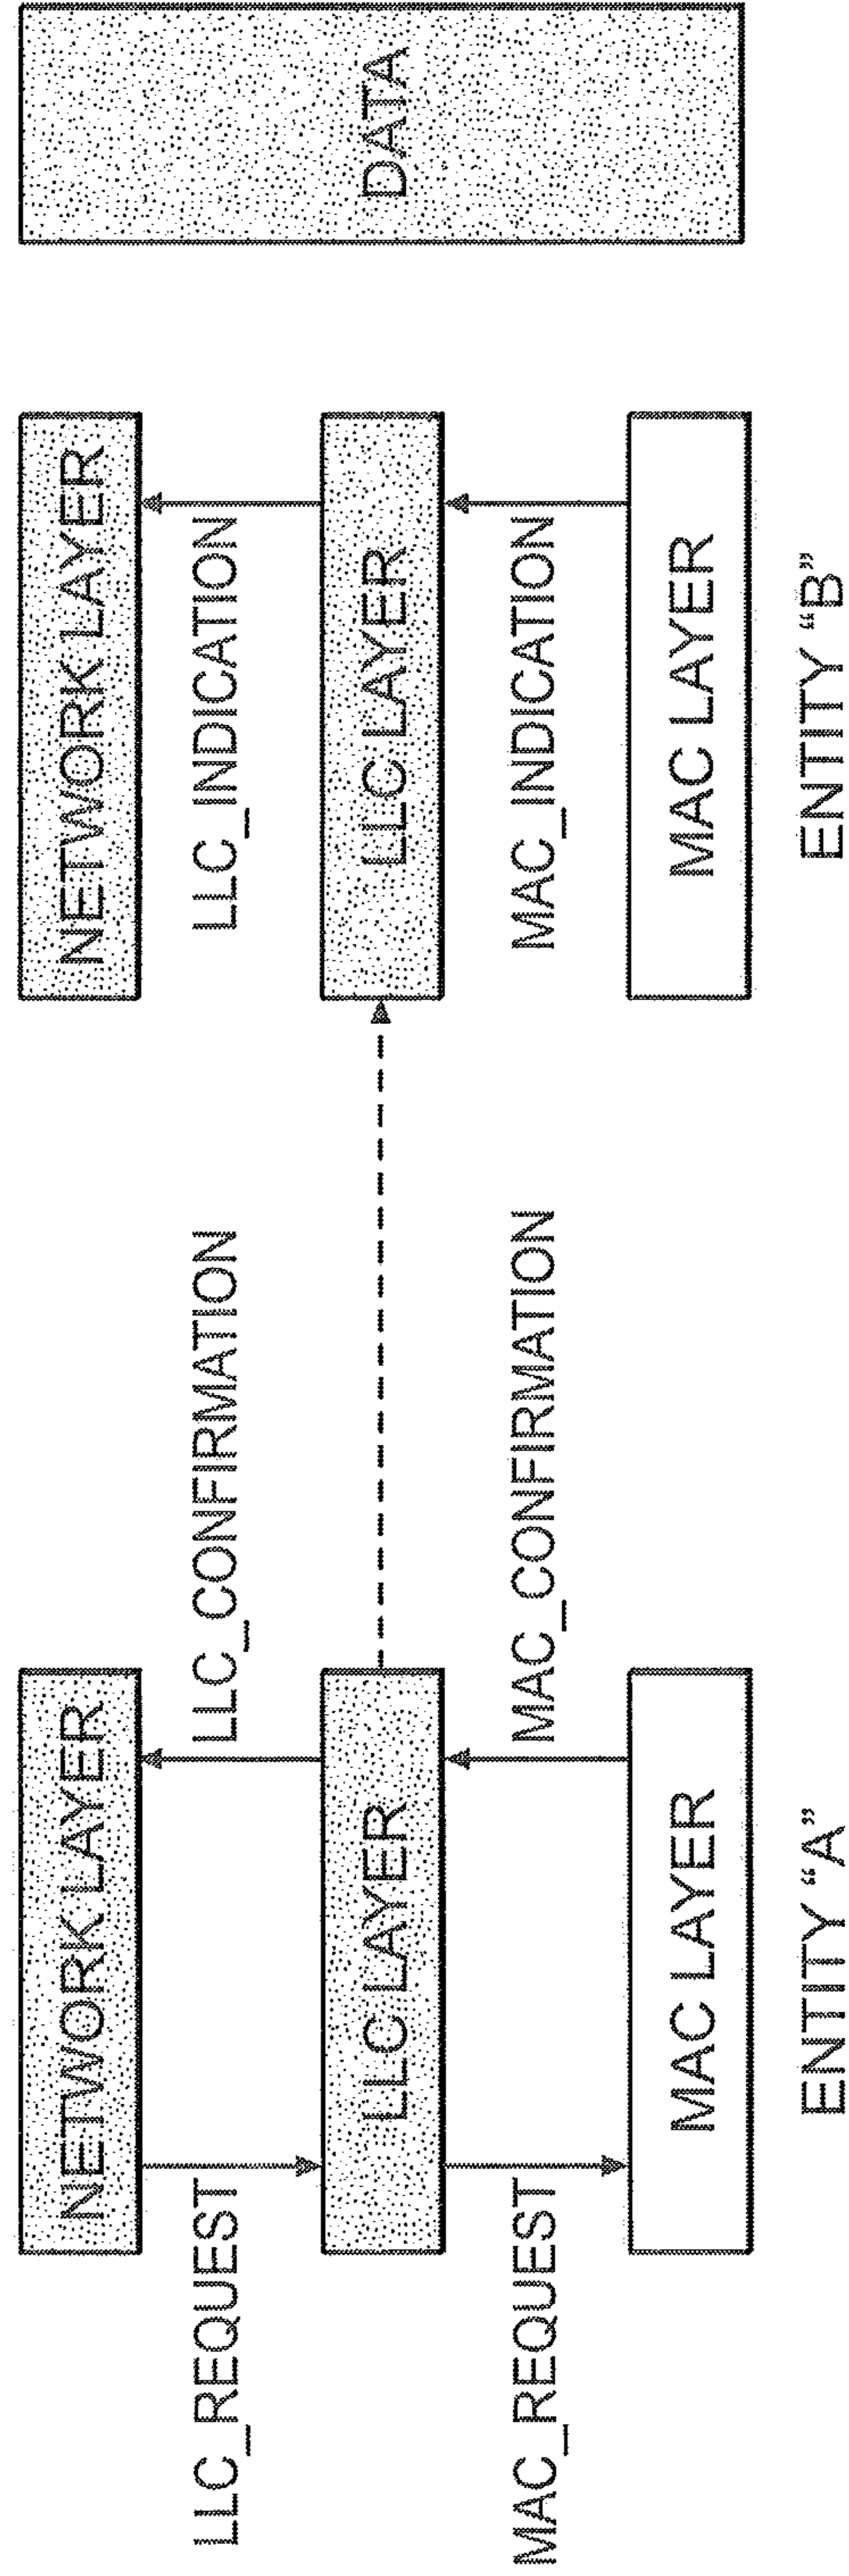 NETWORK LAYER
NETWORK LAYER
DATA
LLC_REQUEST
LLC_CONFIRMATION
LLC_INDICATION
LLC LAYER
LLC LAYER
MAC_REQUEST
MAC_CONFIRMATION
MAC_INDICATION
MAC LAYER
MAC LAYER
ENTITY “A”
ENTITY “B”